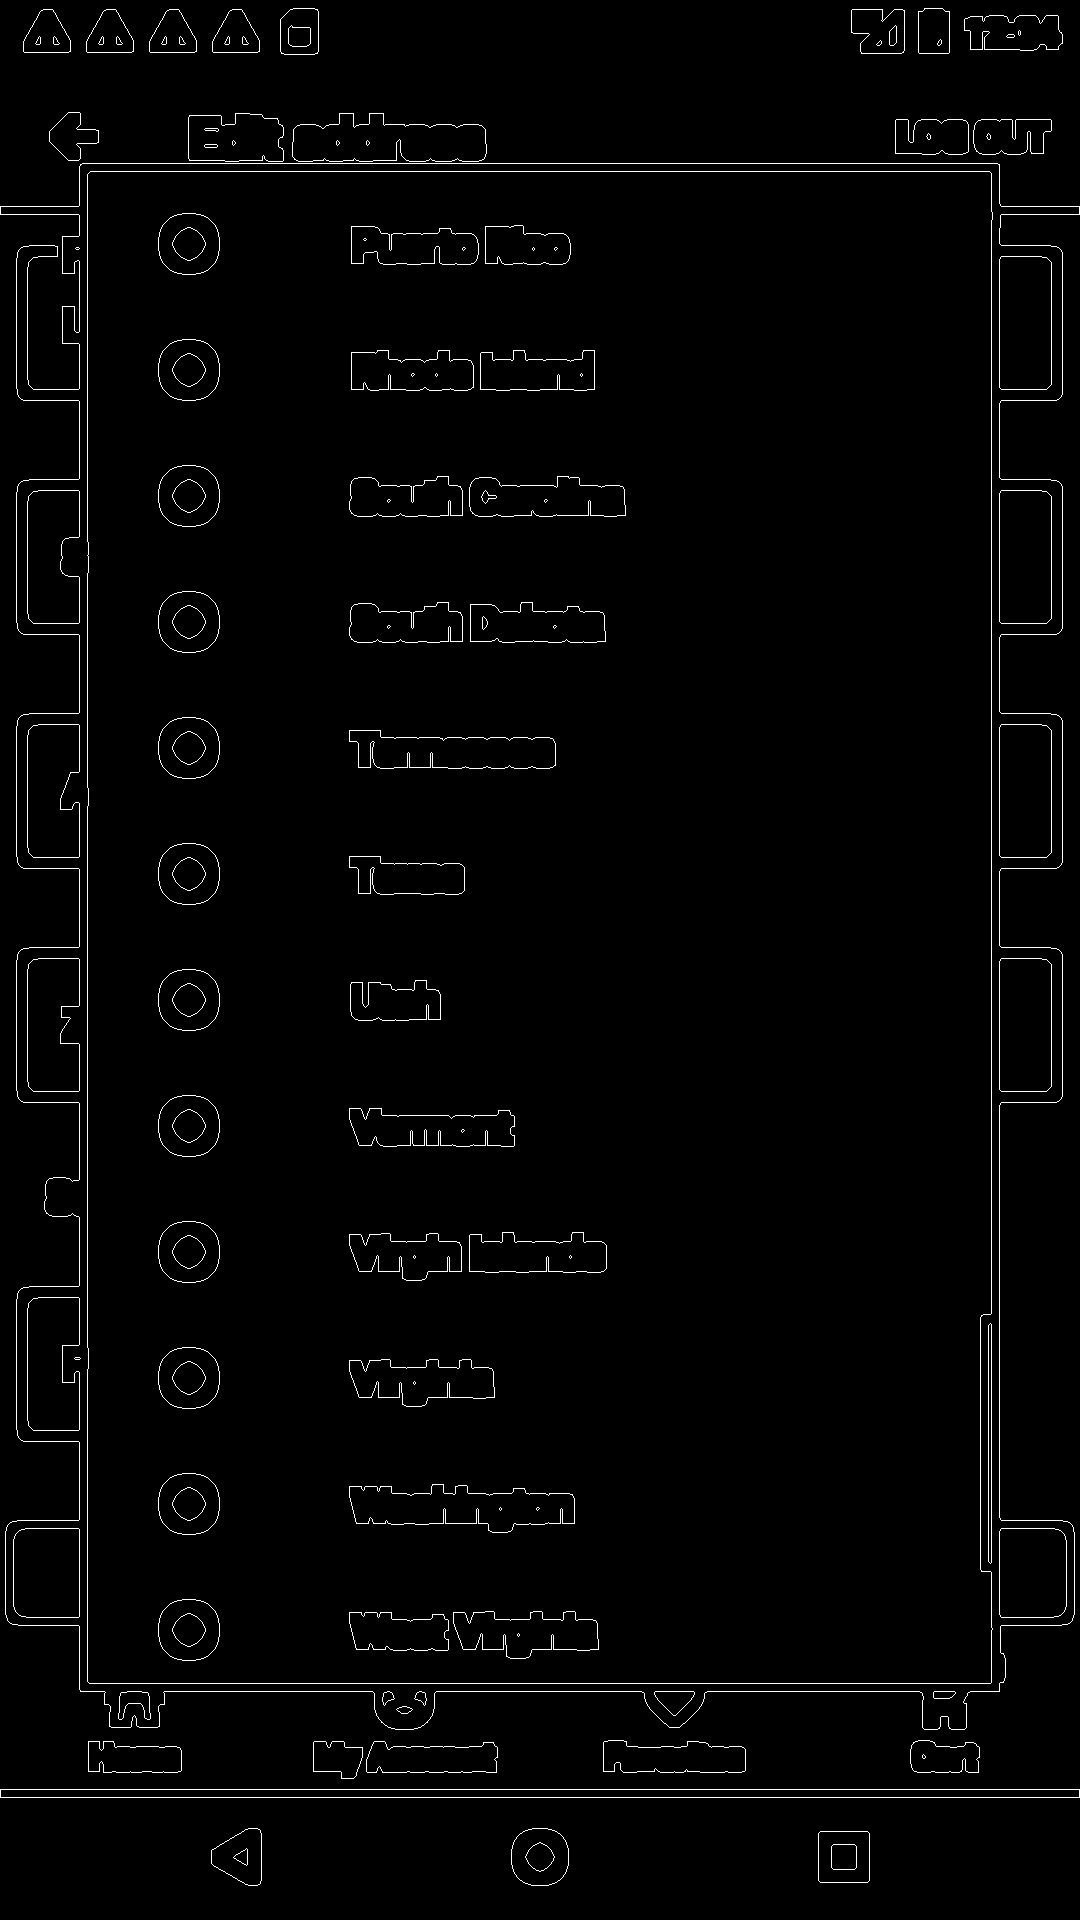 12:04
Edit address
LOG OUT
Puerto Rico
Rhode Island
South Carolina
South Dakota
Tennessee
Texas
Utah
Vermont
Virgin Islands
Virginia
Washington
West Virginia
Home
My Account
Favorites
Cart